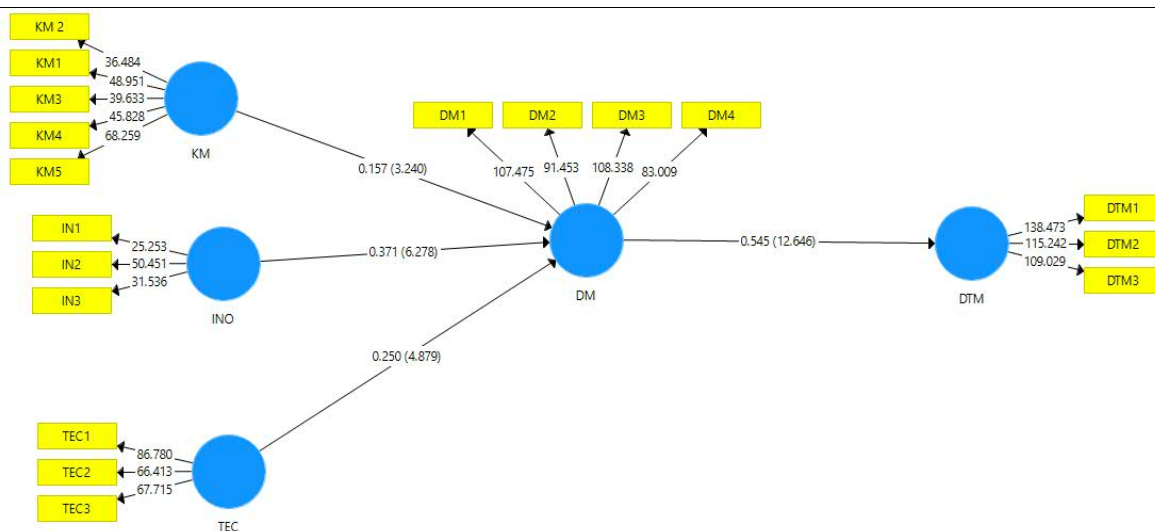 KM 2
KM1
KM3
KM4
KM5
36.484
48.951
39.633
45.828
68.259
KM
0.157 (3.240)
IN1
IN2
IN3
25.253
50.451
31.536
INO
0.371 (6.278)
TEC1
TEC2
TEC3
86.780
66.413
67.715
TEC
0.250 (4.879)
DM1
DM2
DM3
DM4
107.475
91.453
108.338
83.009
DM
0.545 (12.646)
DTM1
DTM2
DTM3
138.473
115.242
109.029
DTM